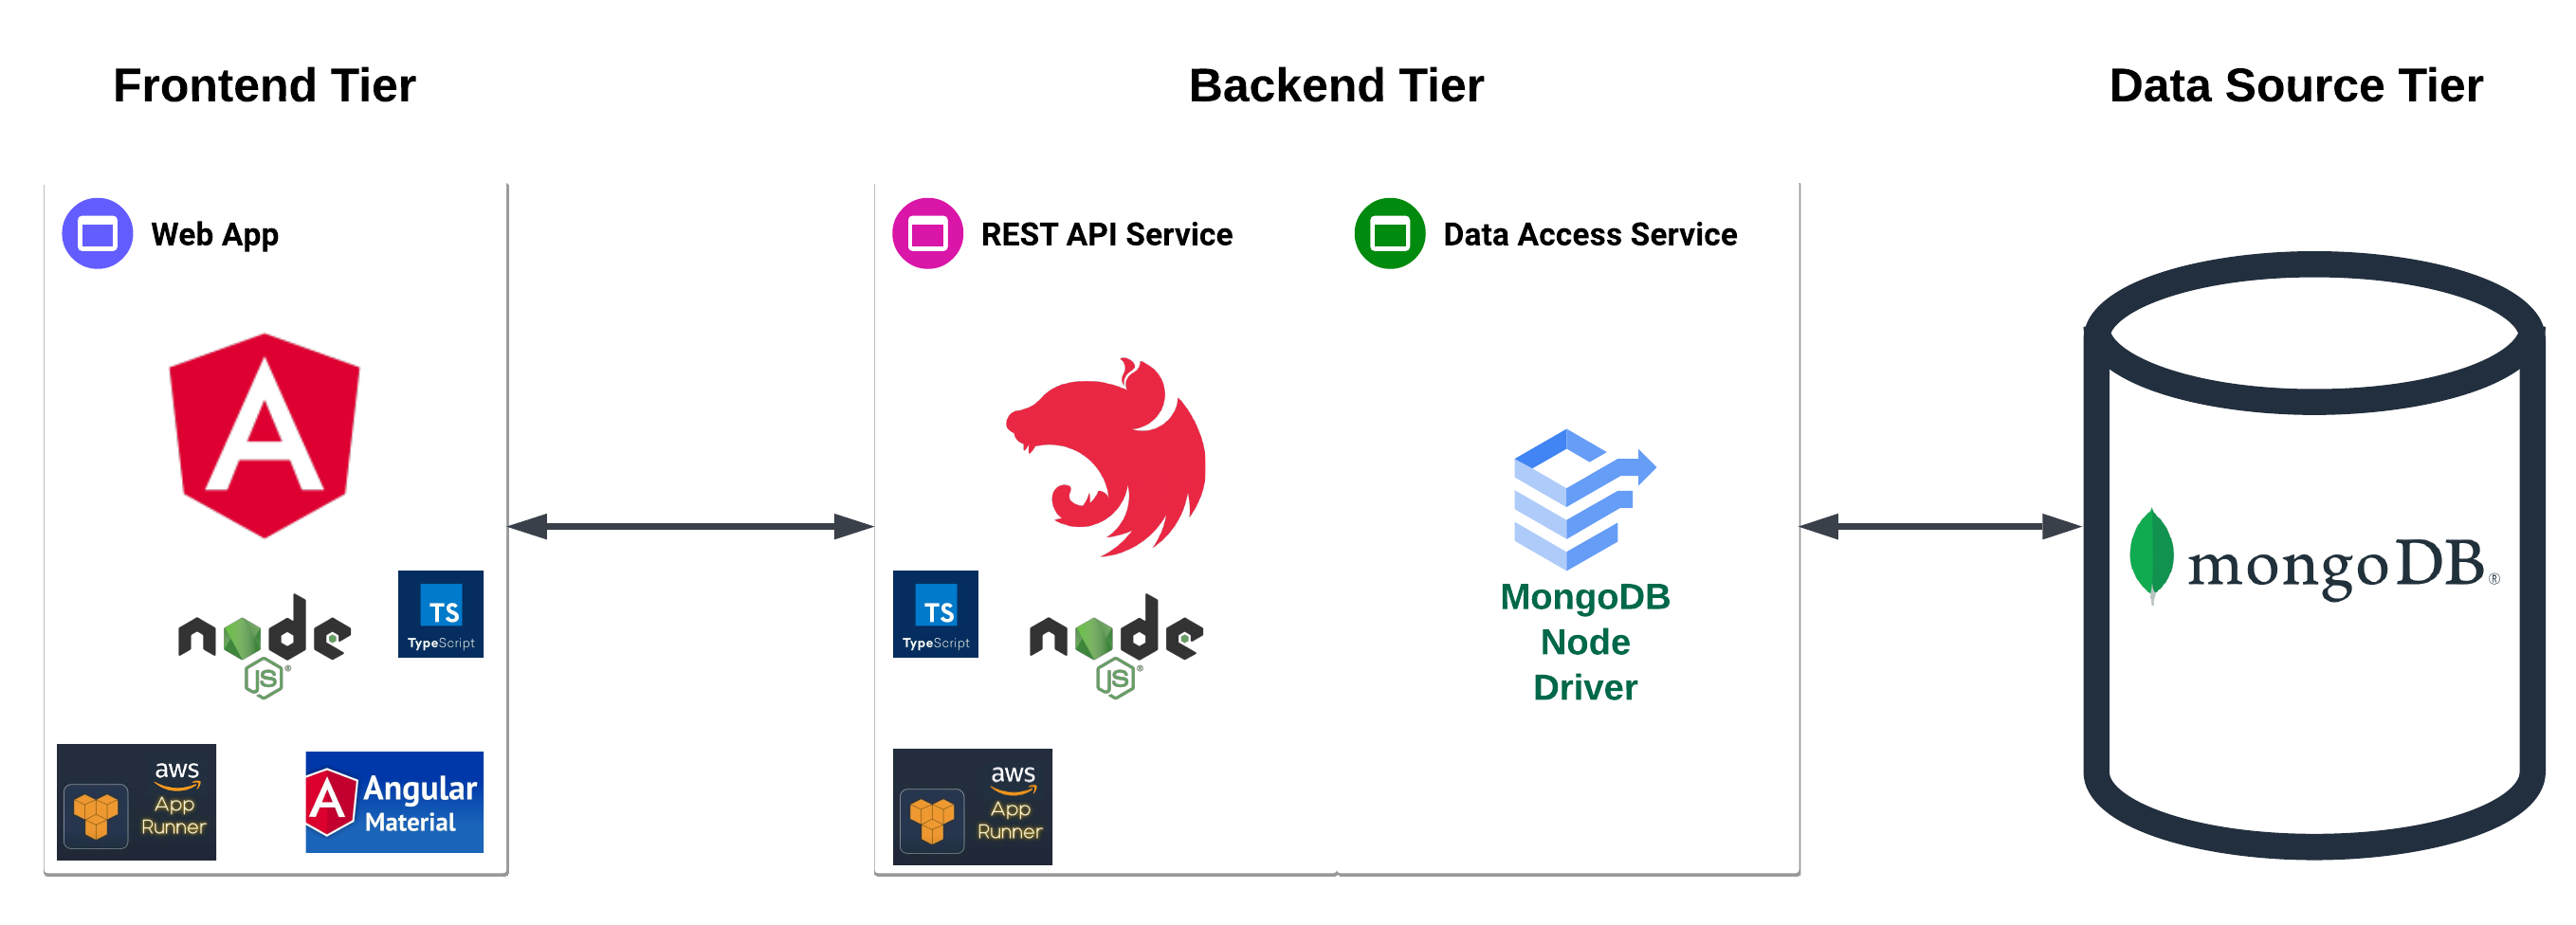 Frontend Tier
Backend Tier
Data Source Tier
Web App
REST API Service
Data Access Service
A
node
JS®
TS
TypeScript
aws
App
Runner
A
Angular
Material
TS
TypeScript
node
JS®
aws
App
Runner
MongoDB
Node
Driver
mongoDB®